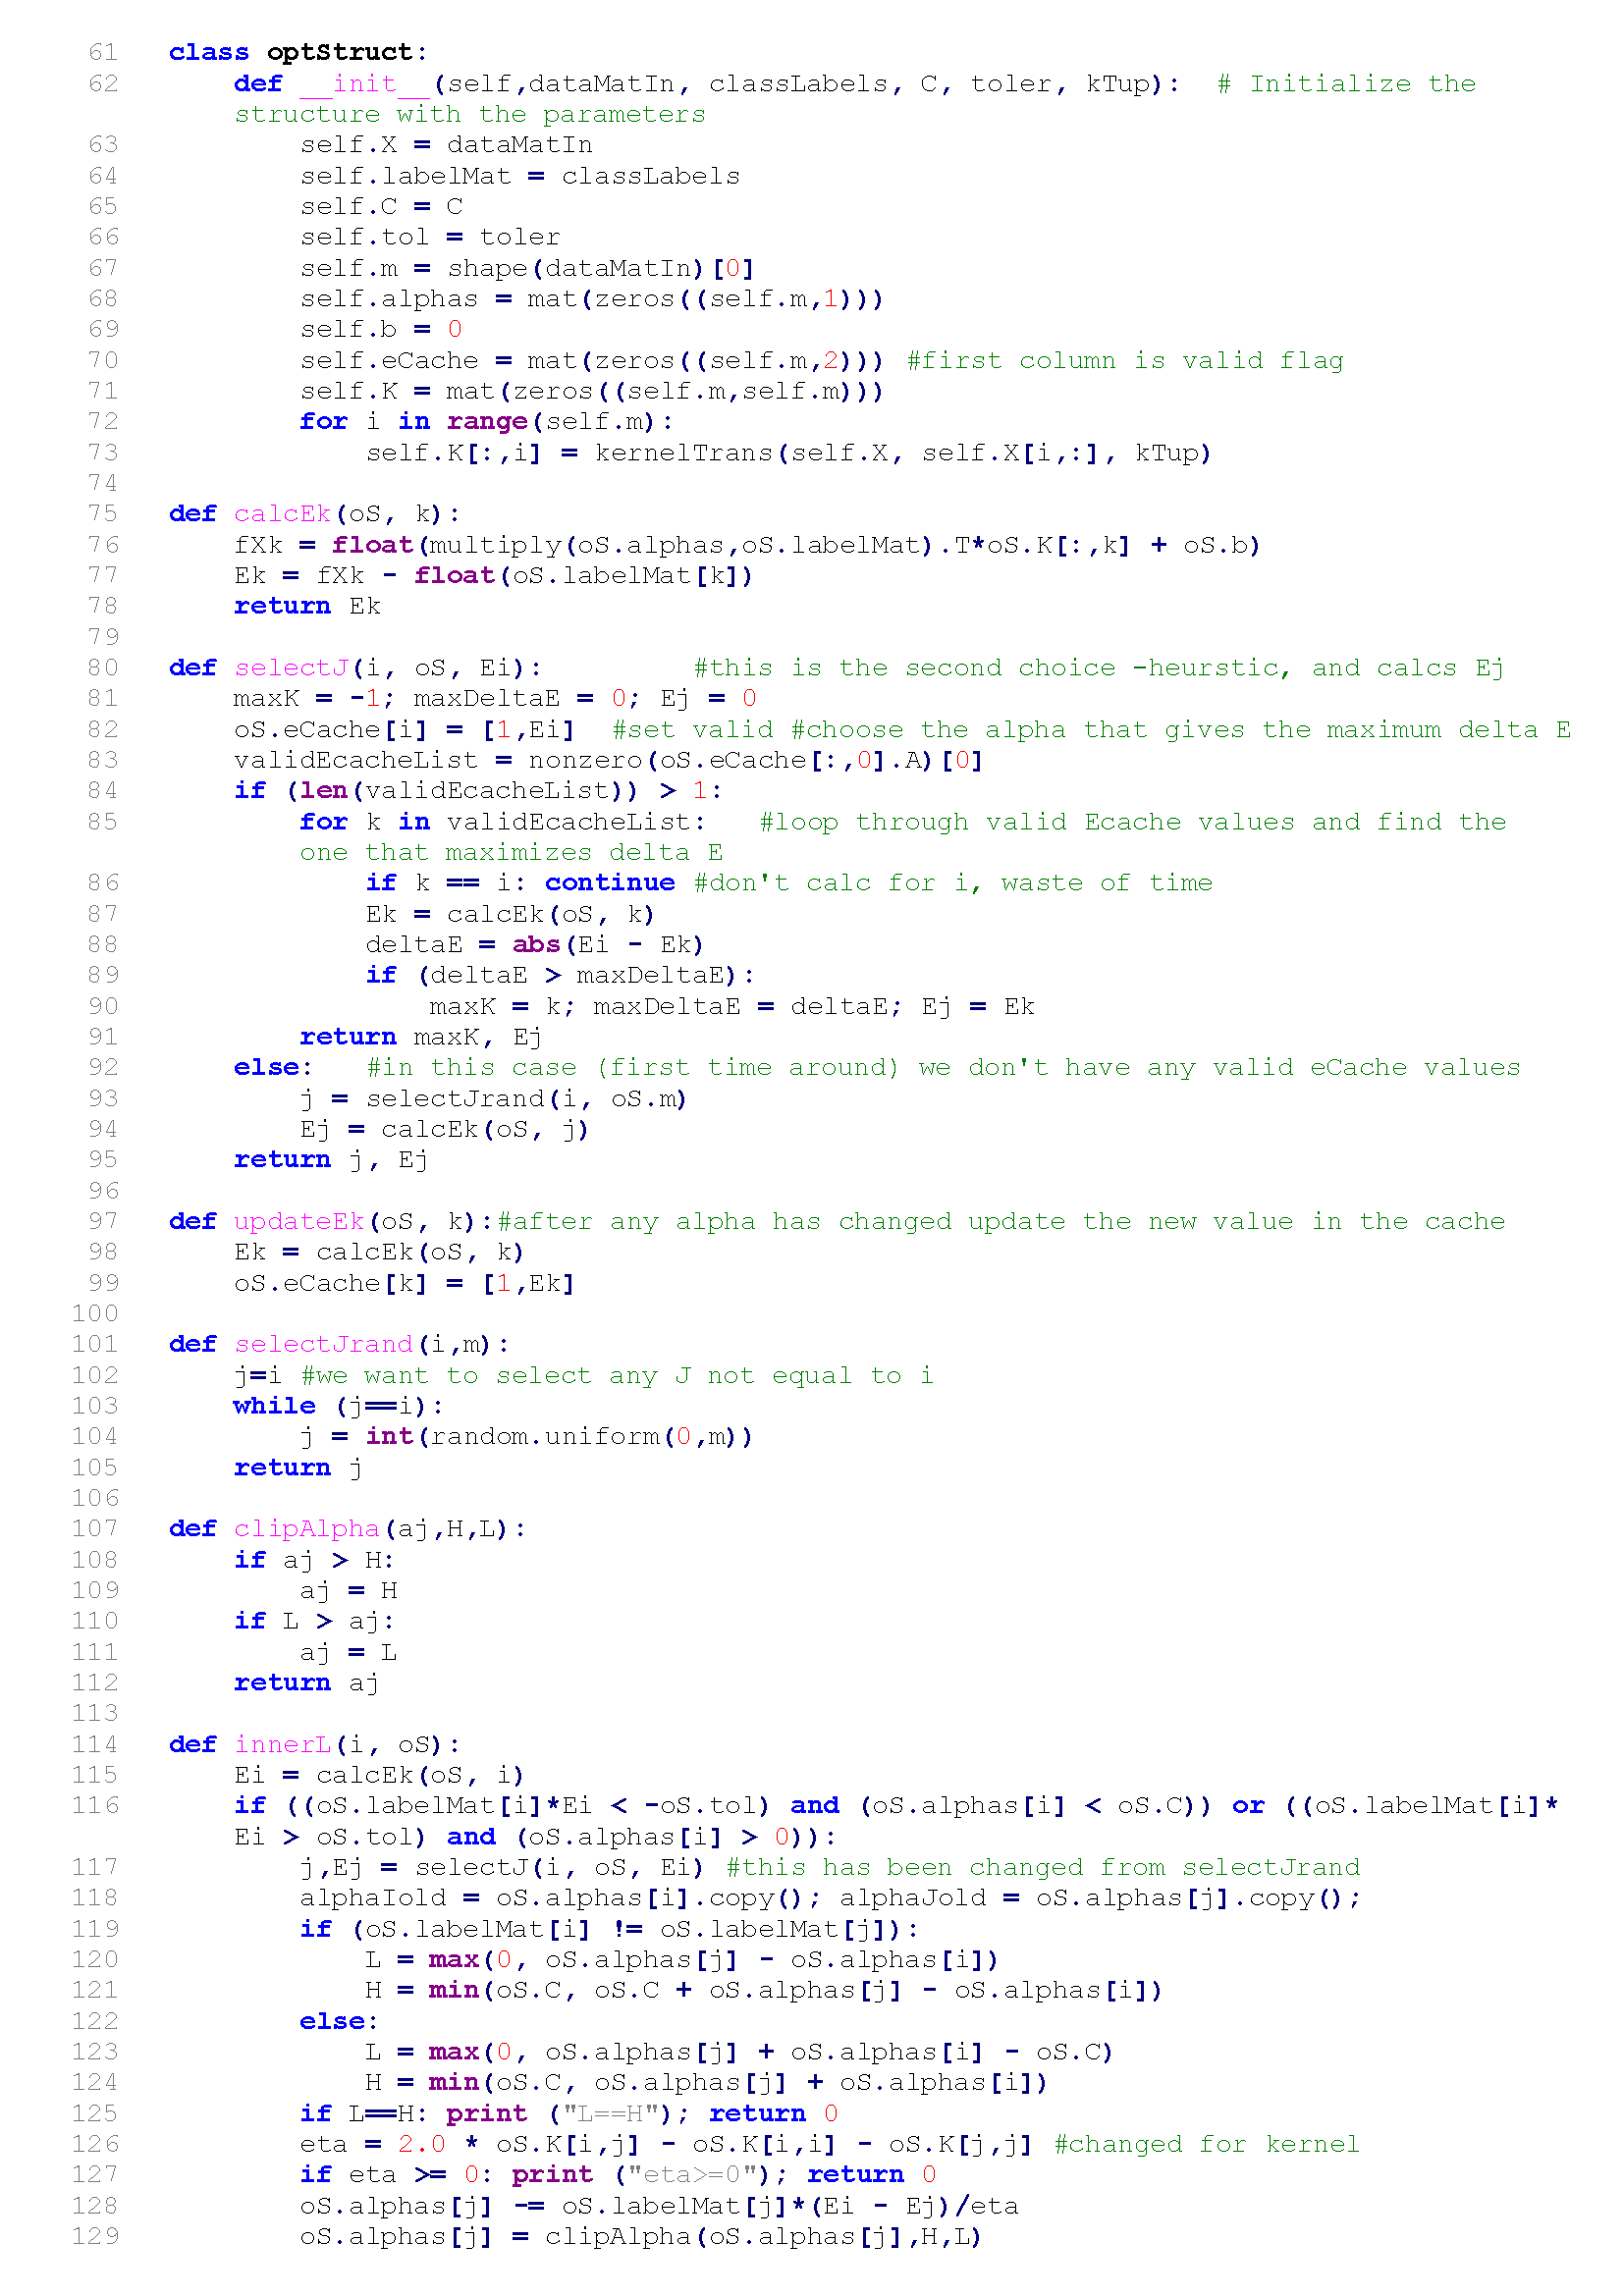 61 class optStruct:
62 def __init__(self,dataMatIn, classLabels, C, toler, kTup):  # Initialize the
structure with the parameters
63 self.X = dataMatIn
64 self.labelMat = classLabels
65 self.C = C
66 self.tol = toler
67 self.m = shape(dataMatIn)[0]
68 self.alphas = mat(zeros((self.m,1)))
69 self.b = 0
70 self.eCache = mat(zeros((self.m,2))) #first column is valid flag
71 self.K = mat(zeros((self.m,self.m)))
72 for i in range(self.m):
73 self.K[:,i] = kernelTrans(self.X, self.X[i,:], kTup)
74
75 def calcEk(oS, k):
76 fXk = float(multiply(oS.alphas,oS.labelMat).T*oS.K[:,k] + oS.b)
77 Ek = fXk - float(oS.labelMat[k])
78 return Ek
79
80 def selectJ(i, oS, Ei):         #this is the second choice -heurstic, and calcs Ej
81 maxK = -1; maxDeltaE = 0; Ej = 0
82 oS.eCache[i] = [1,Ei]  #set valid #choose the alpha that gives the maximum delta E
83 validEcacheList = nonzero(oS.eCache[:,0].A)[0]
84 if (len(validEcacheList)) > 1:
85 for k in validEcacheList:   #loop through valid Ecache values and find the
one that maximizes delta E
86 if k == i: continue #don't calc for i, waste of time
87 Ek = calcEk(oS, k)
88 deltaE = abs(Ei - Ek)
89 if (deltaE > maxDeltaE):
90 maxK = k; maxDeltaE = deltaE; Ej = Ek
91 return maxK, Ej
92 else:   #in this case (first time around) we don't have any valid eCache values
93 j = selectJrand(i, oS.m)
94 Ej = calcEk(oS, j)
95 return j, Ej
96
97 def updateEk(oS, k):#after any alpha has changed update the new value in the cache
98 Ek = calcEk(oS, k)
99 oS.eCache[k] = [1,Ek]
100
101 def selectJrand(i,m):
102 j=i #we want to select any J not equal to i
103 while (j==i):
104 j = int(random.uniform(0,m))
105 return j
106
107 def clipAlpha(aj,H,L):
108 if aj > H:
109 aj = H
110 if L > aj:
111 aj = L
112 return aj
113
114 def innerL(i, oS):
115 Ei = calcEk(oS, i)
116 if ((oS.labelMat[i]*Ei < -oS.tol) and (oS.alphas[i] < oS.C)) or ((oS.labelMat[i]*
Ei > oS.tol) and (oS.alphas[i] > 0)):
117 j,Ej = selectJ(i, oS, Ei) #this has been changed from selectJrand
118 alphaIold = oS.alphas[i].copy(); alphaJold = oS.alphas[j].copy();
119 if (oS.labelMat[i] != oS.labelMat[j]):
120 L = max(0, oS.alphas[j] - oS.alphas[i])
121 H = min(oS.C, oS.C + oS.alphas[j] - oS.alphas[i])
122 else:
123 L = max(0, oS.alphas[j] + oS.alphas[i] - oS.C)
124 H = min(oS.C, oS.alphas[j] + oS.alphas[i])
125 if L==H: print ("L==H"); return 0
126 eta = 2.0 * oS.K[i,j] - oS.K[i,i] - oS.K[j,j] #changed for kernel
127 if eta >= 0: print ("eta>=0"); return 0
128 oS.alphas[j] -= oS.labelMat[j]*(Ei - Ej)/eta
129 oS.alphas[j] = clipAlpha(oS.alphas[j],H,L)